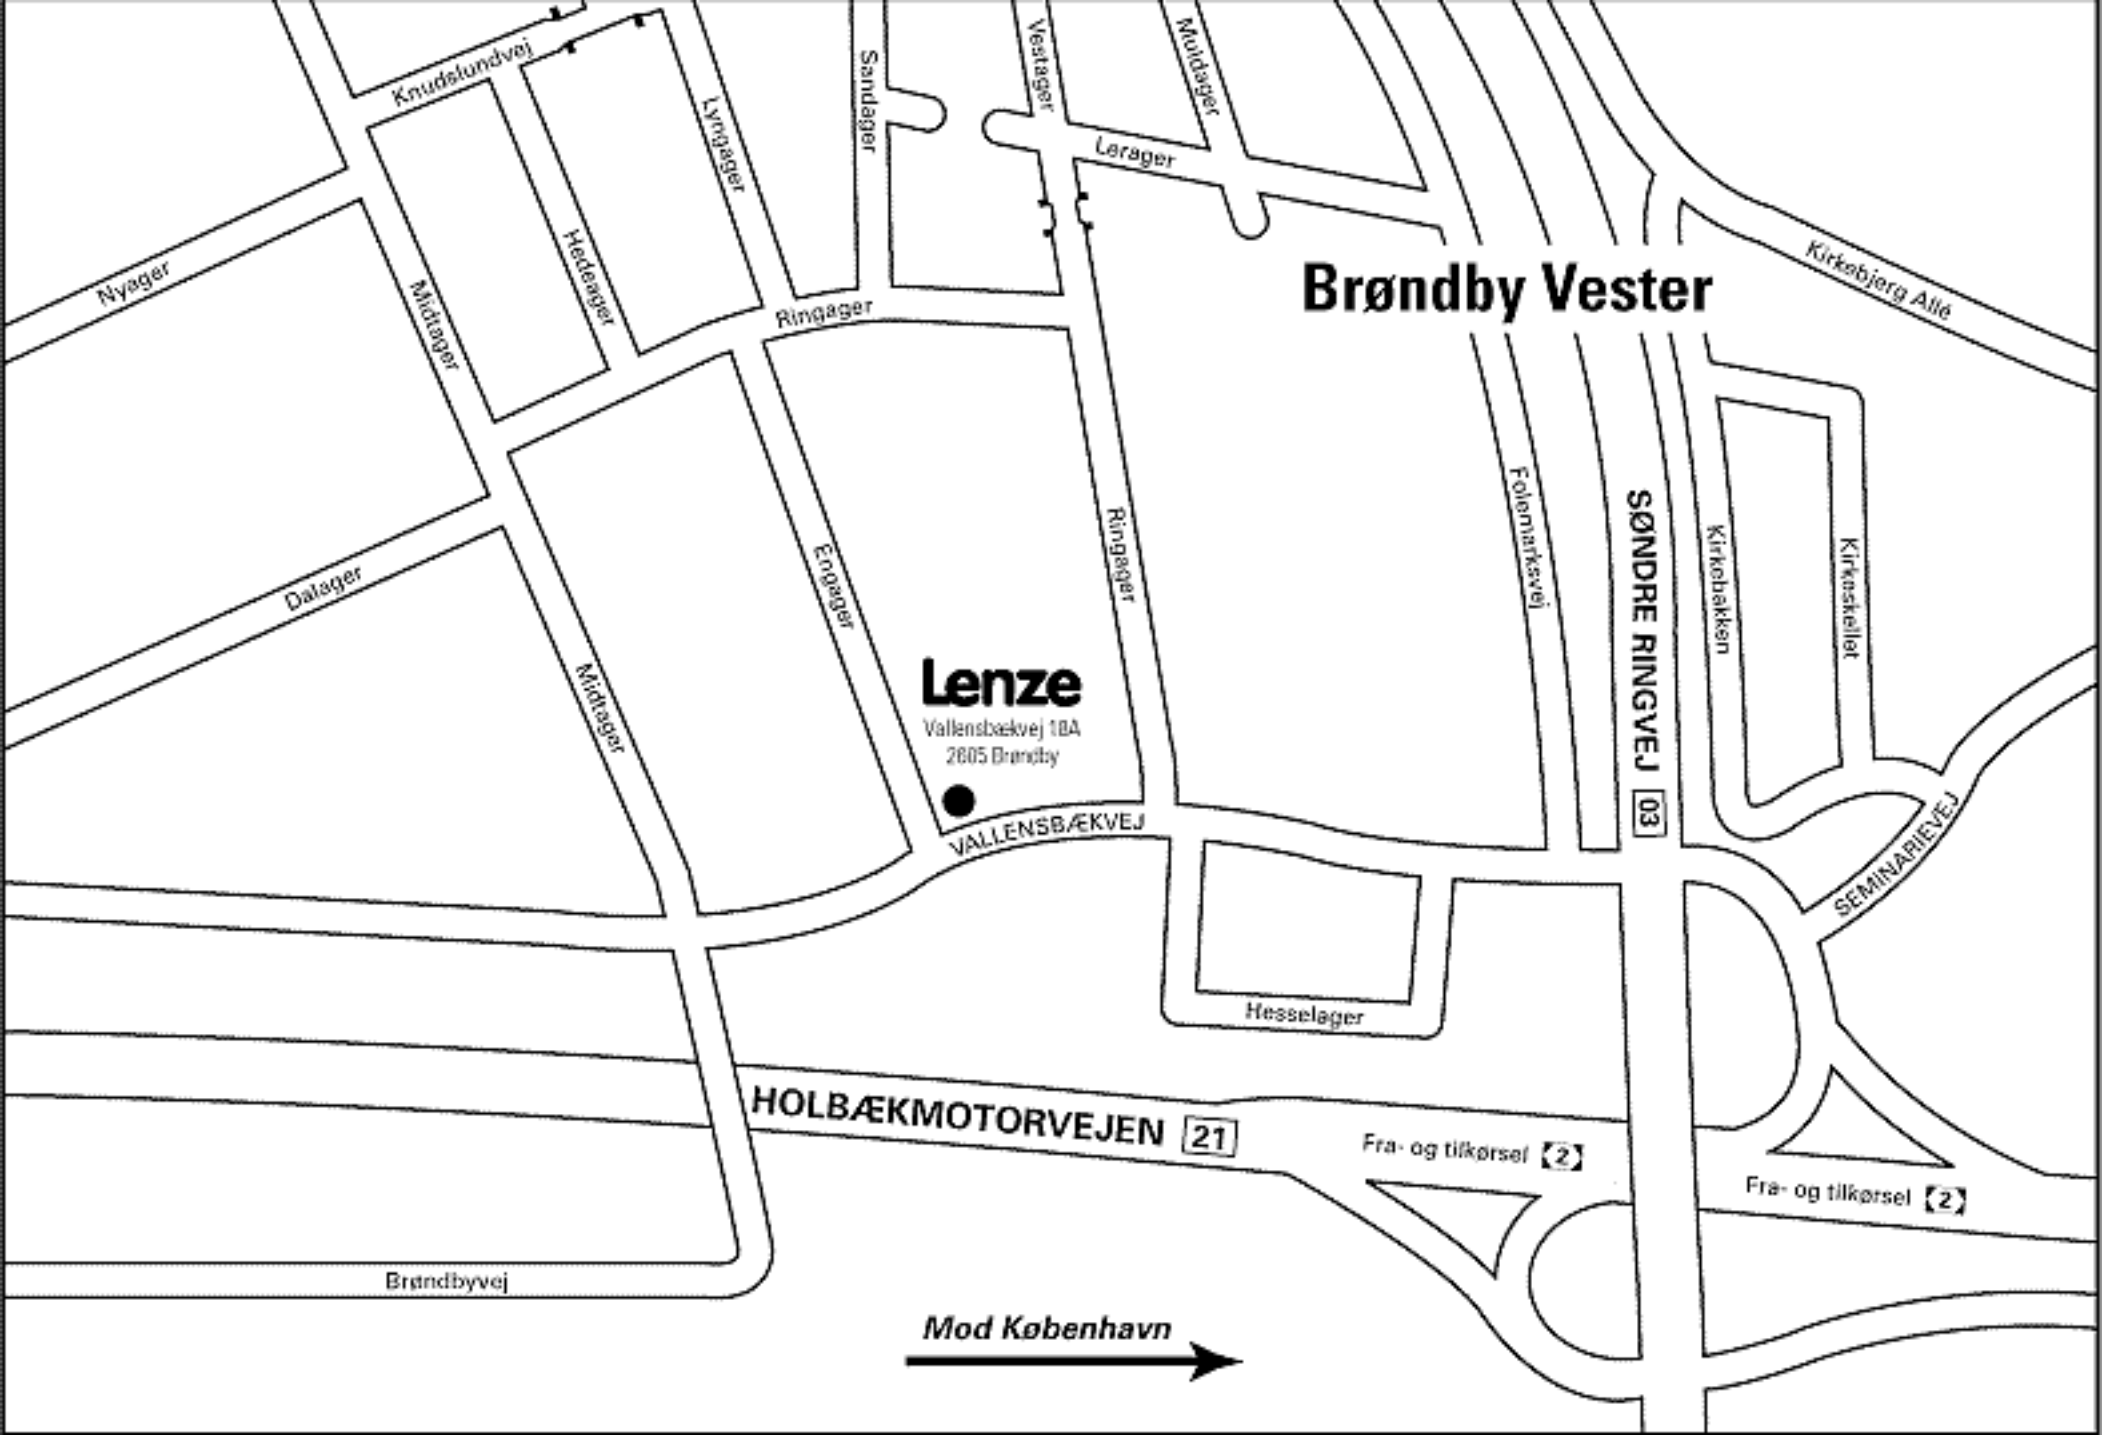 Knudslundvej
Lyngager
Sandager
Vestager
Muldager
Lerager
Nyager
Midtager
Hedeager
Ringager
Brøndby Vester
Kirkebjerg Allé
Dalager
Engager
Ringager
Folemarksvej
SØNDRE RINGVEJ 03
Kirkebakken
Kirkeskellet
Midtager
Lenze
Vallensbækvej 18A
2605 Brøndby
VALLENSBÆKVEJ
SEMINARIEVEJ
Hesselager
HOLBÆKMOTORVEJEN 21
Fra- og tilkørsel 2
Fra- og tilkørsel 2
Brøndbyvej
Mod København